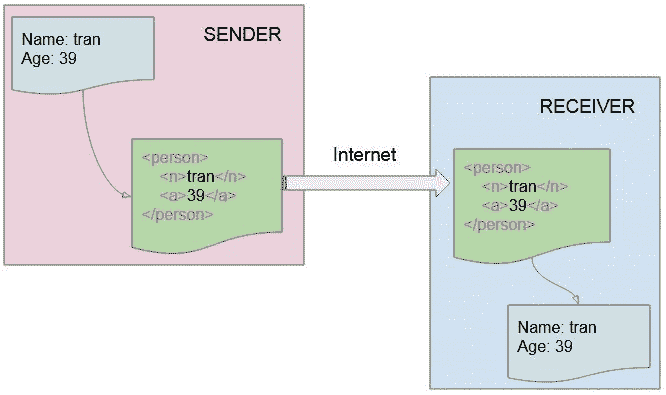 SENDER
Name: tran
Age: 39
<person>
<n>tran</n>
<a>39</a>
</person>
Internet
RECEIVER
<person>
<n>tran</n>
<a>39</a>
</person>
Name: tran
Age: 39